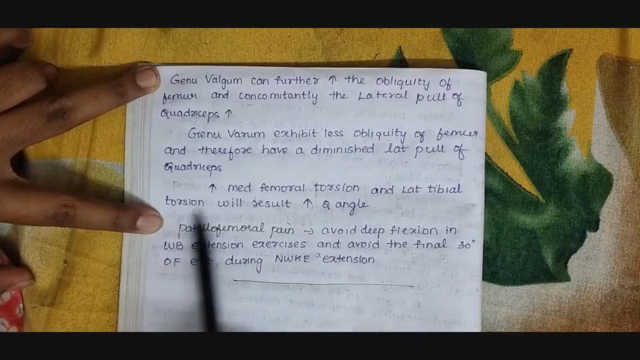 Genu Valgum can further ↑ the obliquity of
femur and concomitantly the Lateral pull of
Quadriceps ↑
Genu Varum exhibit less obliquity of femur
and therefore have a diminished lat pull of
Quadriceps
↑ med femoral torsion and Lat tibial
torsion will result ↑ Q angle
patellofemoral pain → avoid deep flexion in
WB extension exercises and avoid the final 30°
OF during NWKE extension